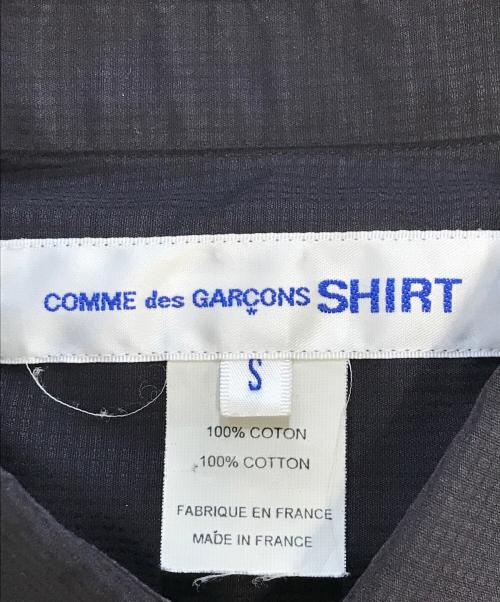 COMME des GARÇONS SHIRT
S
100% COTON
100% COTTON
FABRIQUE EN FRANCE
MADE IN FRANCE